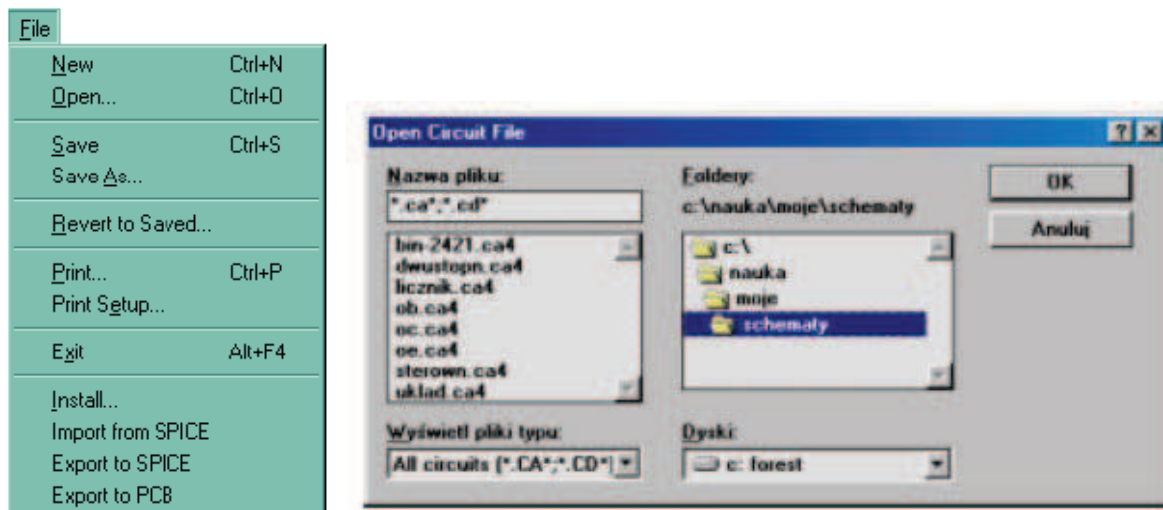 File
New Ctrl+N
Open... Ctrl+O
Save Ctrl+S
Save As...
Revert to Saved...
Print... Ctrl+P
Print Setup...
Exit Alt+F4
Install...
Import from SPICE
Export to SPICE
Export to PCB
Open Circuit File
Nazwa pliku:
*.ca*;*.cd*
bin-2421.ca4
dwustopn.ca4
licznik.ca4
ob.ca4
oc.ca4
oe.ca4
sterown.ca4
uklad.ca4
Wyświetl pliki typu:
All circuits (*.CA*;*.CD*)
Foldery:
c:\nauka\moje\schematy
c:\
nauka
moje
schematy
Dyski:
c: forest
OK
Anuluj